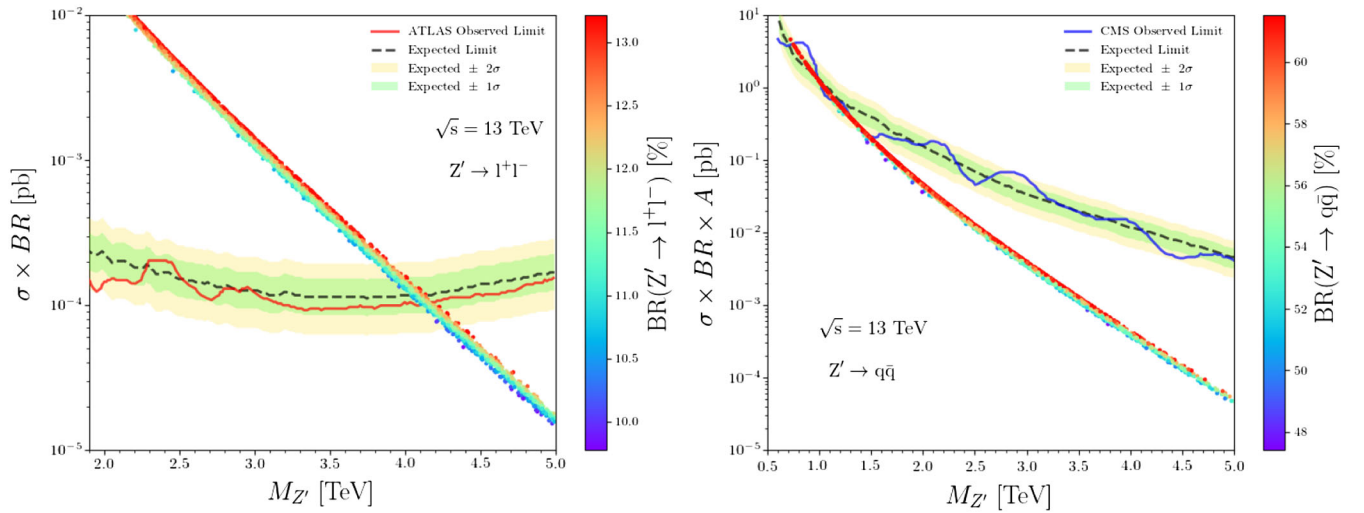 10⁻²
10⁻³
10⁻⁴
10⁻⁵
σ × BR [pb]
ATLAS Observed Limit
Expected Limit
Expected ± 2σ
Expected ± 1σ
√s = 13 TeV
Z′ → l⁺l⁻
2.0 2.5 3.0 3.5 4.0 4.5 5.0
M_Z′ [TeV]
13.0
12.5
12.0
11.5
11.0
10.5
10.0
BR(Z′ → l⁺l⁻) [%]
10¹
10⁰
10⁻¹
10⁻²
10⁻³
10⁻⁴
10⁻⁵
σ × BR × A [pb]
CMS Observed Limit
Expected Limit
Expected ± 2σ
Expected ± 1σ
√s = 13 TeV
Z′ → qq̄
0.5 1.0 1.5 2.0 2.5 3.0 3.5 4.0 4.5 5.0
M_Z′ [TeV]
60
58
56
54
52
50
48
BR(Z′ → qq̄) [%]